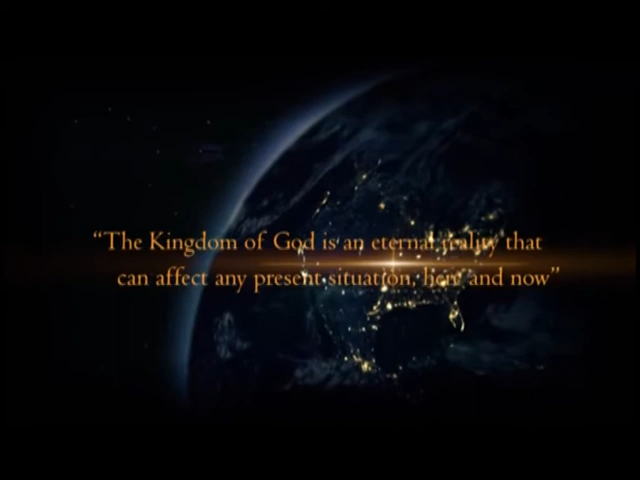 “The Kingdom of God is an eternal reality that
can affect any present situation, here and now”